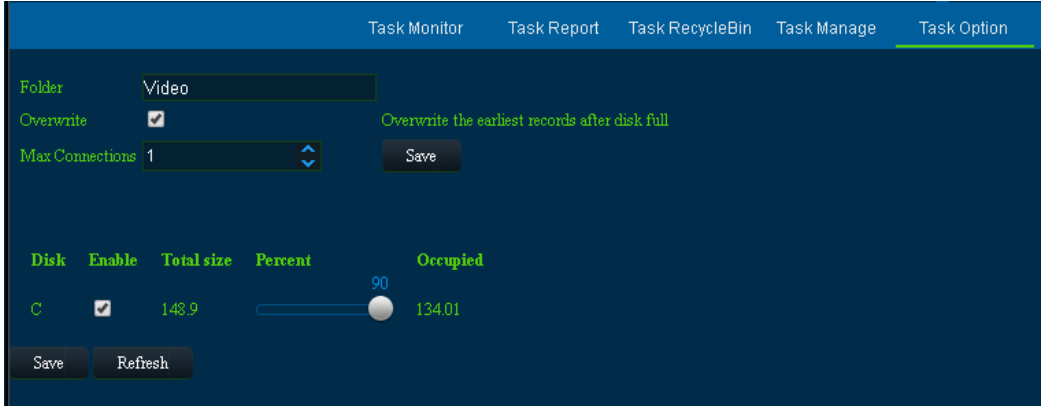 Task Monitor Task Report Task RecycleBin Task Manage Task Option
Folder Video
Overwrite Overwrite the earliest records after disk full
Max Connections 1 Save
Disk Enable Total size Percent Occupied
90
C 148.9 134.01
Save Refresh